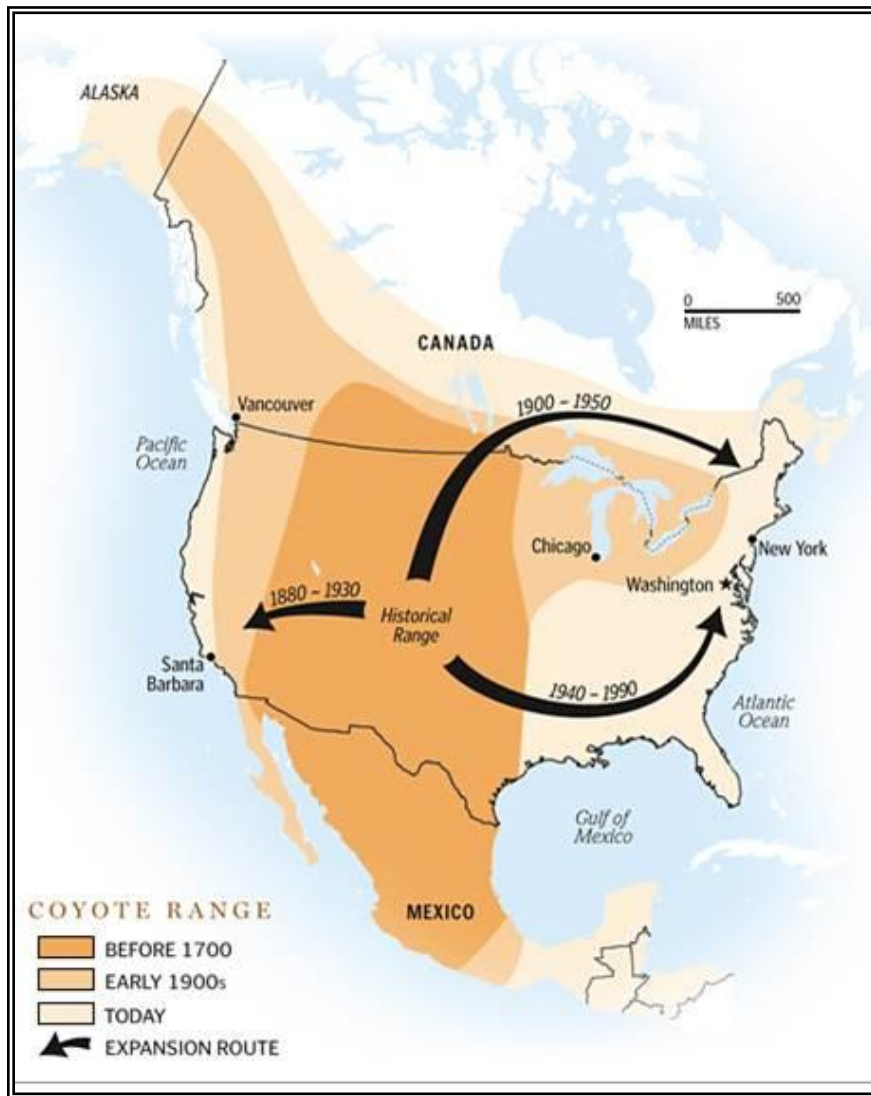 ALASKA
0 500
MILES
CANADA
1900 – 1950
Vancouver
Pacific
Ocean
Chicago
New York
Washington
1880 – 1930
Historical
Range
Santa
Barbara
1940 – 1990
Atlantic
Ocean
Gulf of
Mexico
MEXICO
COYOTE RANGE
BEFORE 1700
EARLY 1900s
TODAY
EXPANSION ROUTE